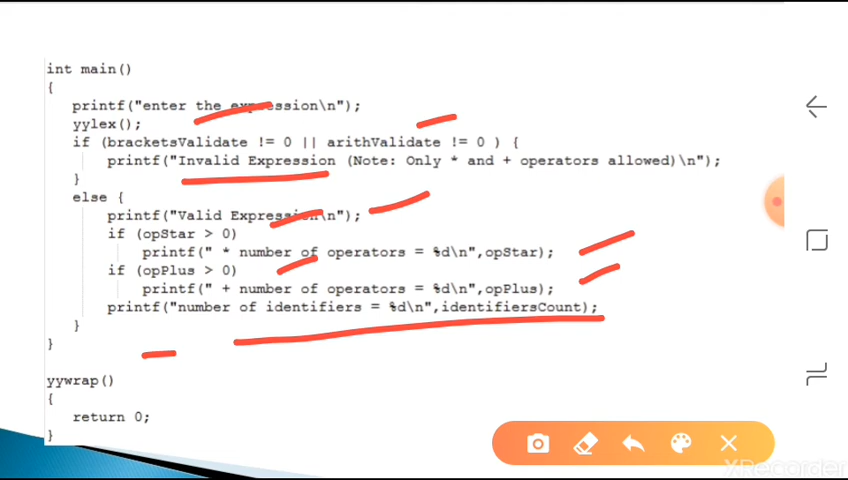 int main()
{
printf("enter the expression\n");
yylex();
if (bracketsValidate != 0 || arithValidate != 0 ) {
printf("Invalid Expression (Note: Only * and + operators allowed)\n");
}
else {
printf("Valid Expression\n");
if (opStar > 0)
printf(" * number of operators = %d\n",opStar);
if (opPlus > 0)
printf(" + number of operators = %d\n",opPlus);
printf("number of identifiers = %d\n",identifiersCount);
}
}
yywrap()
{
return 0;
}
XRecorder